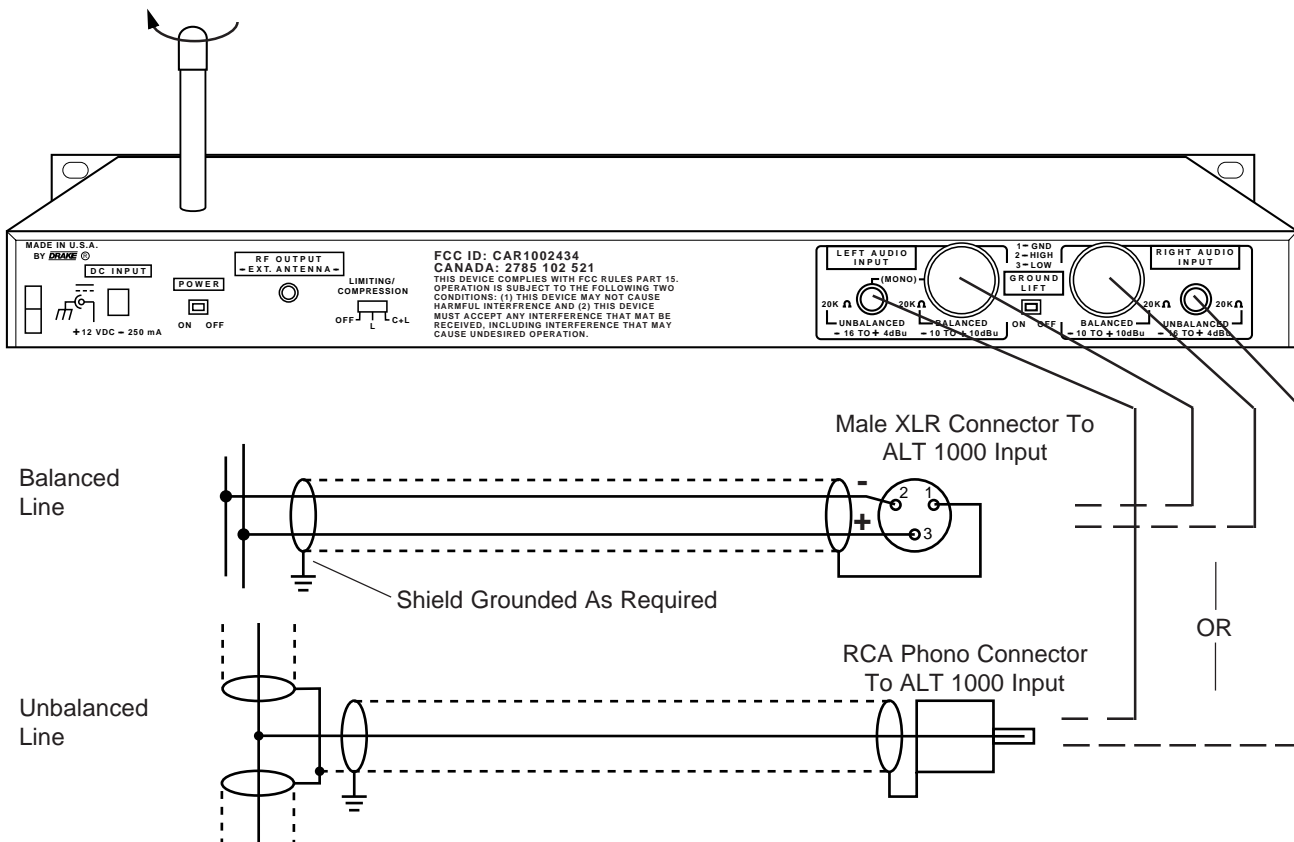 MADE IN U.S.A.
BY DRAKE ®
DC INPUT
+12 VDC - 250 mA
POWER
ON OFF
RF OUTPUT
- EXT. ANTENNA -
LIMITING/
COMPRESSION
OFF L C+L
FCC ID: CAR1002434
CANADA: 2785 102 521
THIS DEVICE COMPLIES WITH FCC RULES PART 15.
OPERATION IS SUBJECT TO THE FOLLOWING TWO
CONDITIONS: (1) THIS DEVICE MAY NOT CAUSE
HARMFUL INTERFRENCE AND (2) THIS DEVICE
MUST ACCEPT ANY INTERFERENCE THAT MAT BE
RECEIVED, INCLUDING INTERFERENCE THAT MAY
CAUSE UNDESIRED OPERATION.
LEFT AUDIO
INPUT
(MONO)
20K Ω 20K Ω
UNBALANCED
- 16 TO + 4dBu
BALANCED
- 10 TO + 10dBu
1 - GND
2 - HIGH
3 - LOW
GROUND
LIFT
ON OFF
RIGHT AUDIO
INPUT
20K Ω 20K Ω
BALANCED
- 10 TO + 10dBu
UNBALANCED
- 16 TO + 4dBu
Male XLR Connector To
ALT 1000 Input
Balanced
Line
- 2 1
+ 3
Shield Grounded As Required
OR
RCA Phono Connector
To ALT 1000 Input
Unbalanced
Line